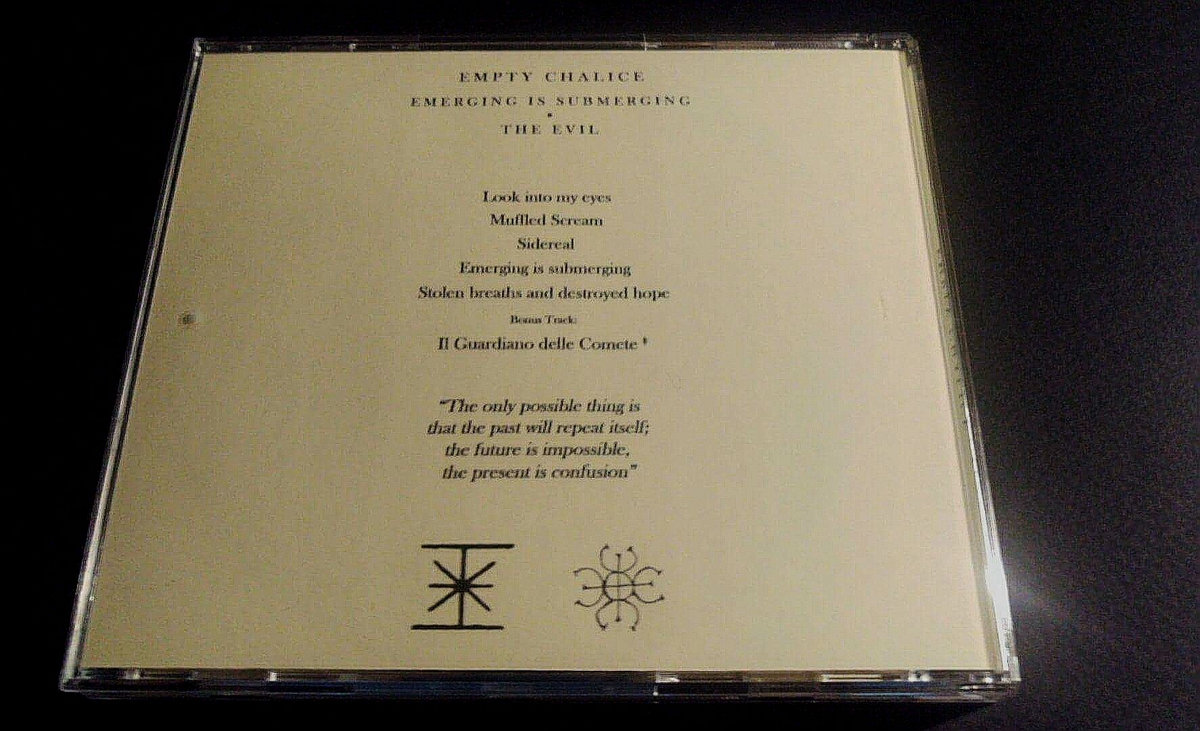 EMPTY CHALICE
EMERGING IS SUBMERGING
•
THE EVIL
Look into my eyes
Muffled Scream
Sidereal
Emerging is submerging
Stolen breaths and destroyed hope
Bonus Track:
Il Guardiano delle Comete ‡
“The only possible thing is
that the past will repeat itself;
the future is impossible,
the present is confusion”